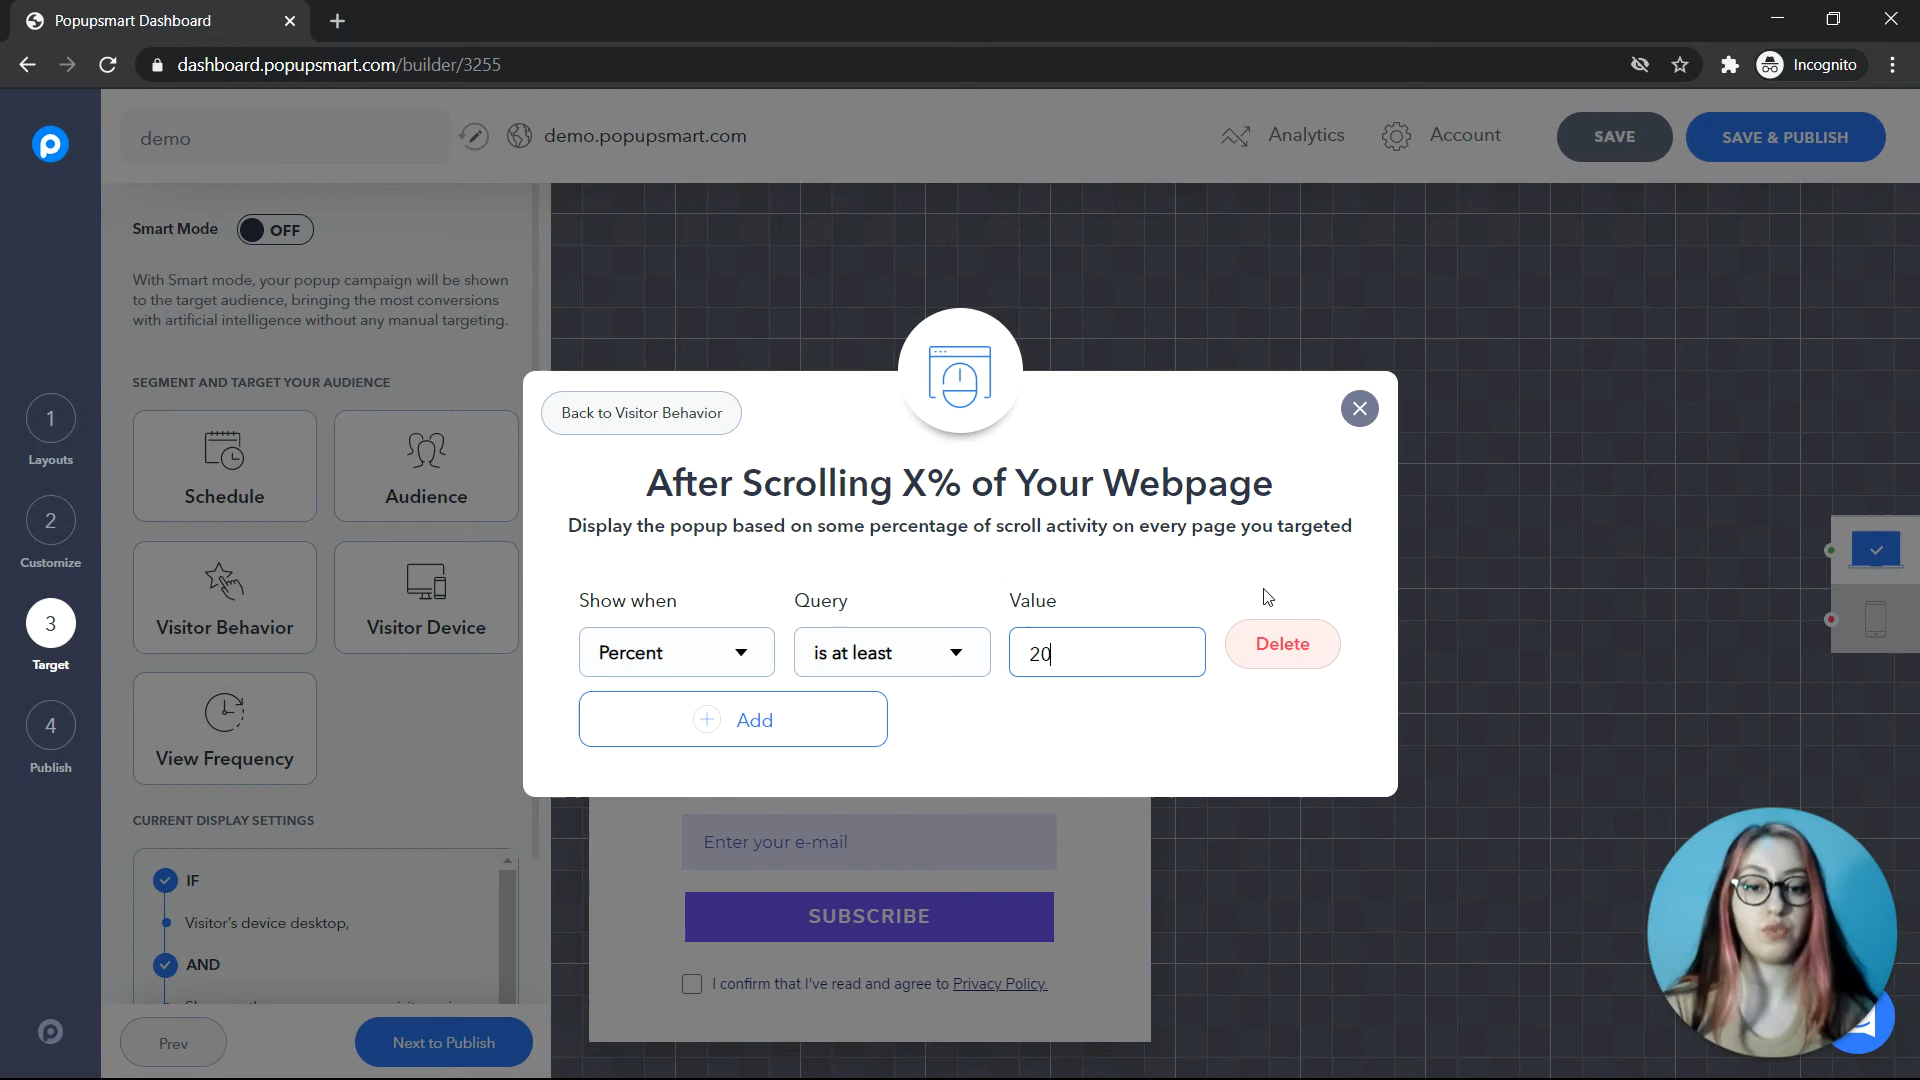 Popupsmart Dashboard
dashboard.popupsmart.com/builder/3255
Incognito
demo
demo.popupsmart.com
Analytics
Account
SAVE
SAVE & PUBLISH
Smart Mode
OFF
With Smart mode, your popup campaign will be shown
to the target audience, bringing the most conversions
with artificial intelligence without any manual targeting.
SEGMENT AND TARGET YOUR AUDIENCE
Schedule
Audience
Visitor Behavior
Visitor Device
View Frequency
1
Layouts
2
Customize
3
Target
4
Publish
CURRENT DISPLAY SETTINGS
IF
Visitor's device desktop,
AND
Prev
Next to Publish
Back to Visitor Behavior
After Scrolling X% of Your Webpage
Display the popup based on some percentage of scroll activity on every page you targeted
Show when
Query
Value
Percent
is at least
20
Delete
Add
Enter your e-mail
SUBSCRIBE
I confirm that I've read and agree to Privacy Policy.